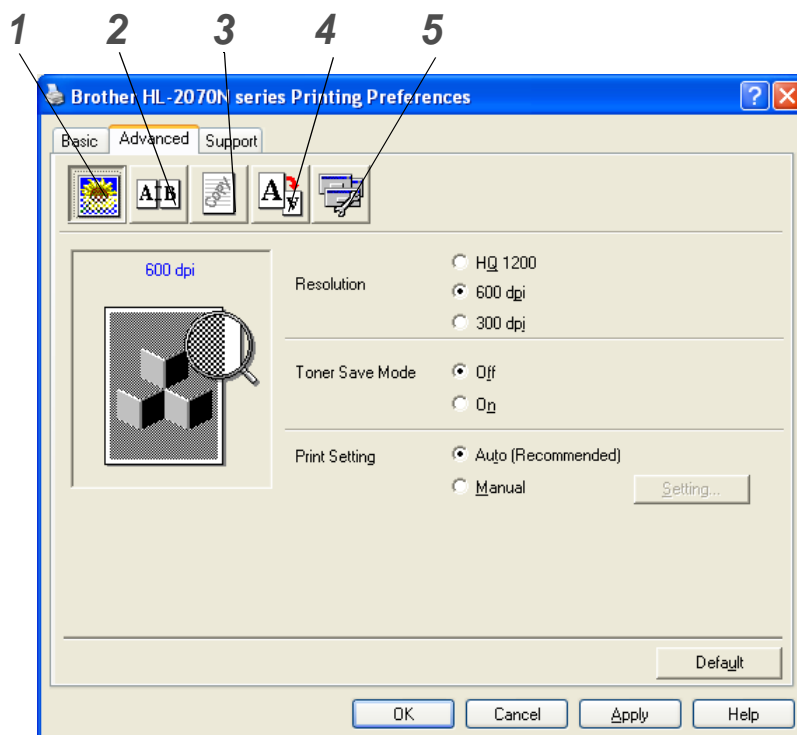 1 2 3 4 5
Brother HL-2070N series Printing Preferences
Basic Advanced Support
A B COPY A A
600 dpi
Resolution
HQ 1200
600 dpi
300 dpi
Toner Save Mode
Off
On
Print Setting
Auto (Recommended)
Manual
Setting...
Default
OK Cancel Apply Help